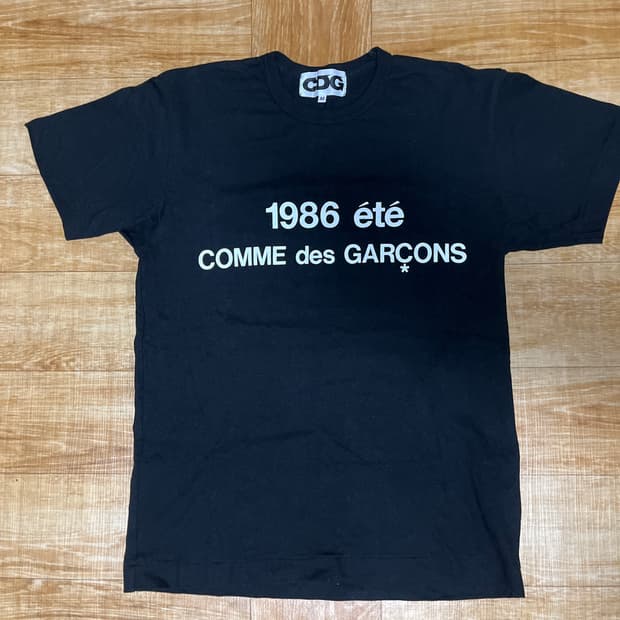 CDG
1986 été
COMME des GARÇONS
*